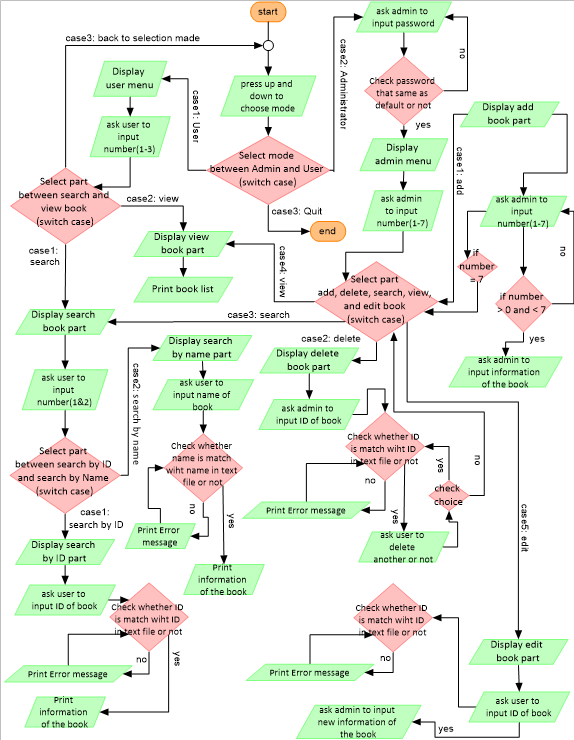 start
case3: back to selection made
ask admin to
input password
no
case2: Administrator
Display
user menu
press up and
down to
choose mode
Check password
that same as
default or not
case1: User
ask user to
input
number(1-3)
Display add
book part
yes
Select mode
between Admin and User
(switch case)
Display
admin menu
case1: add
Select part
between search and
view book
(switch case)
case2: view
ask admin
to input
number(1-7)
ask admin to
input
number(1-7)
case3: Quit
end
case1:
search
Display view
book part
case4: view
if
number
= 7
no
Print book list
Select part
add, delete, search, view,
and edit book
(switch case)
if number
> 0 and < 7
Display search
book part
case3: search
yes
case2: delete
Display search
by name part
Display delete
book part
ask admin to
input information
of the book
ask user to
input
number(1&2)
case2: search by name
ask user to
input name of
book
ask admin to
input ID of book
Select part
between search by ID
and search by Name
(switch case)
Check whether
name is match
wiht name in text
file or not
Check whether ID
is match wiht ID
in text file or not
yes
no
no
check
choice
case1:
search by ID
no
yes
Print Error message
yes
case5: edit
Print Error
message
ask user to
delete
another or not
Display search
by ID part
Print
information
of the book
ask user to
input ID of book
Check whether ID
is match wiht ID
in text file or not
Check whether ID
is match wiht ID
in text file or not
Display edit
book part
no
yes
no
Print Error message
Print Error message
Print
information
of the book
ask user to
input ID of book
ask admin to input
new information of
the book
yes